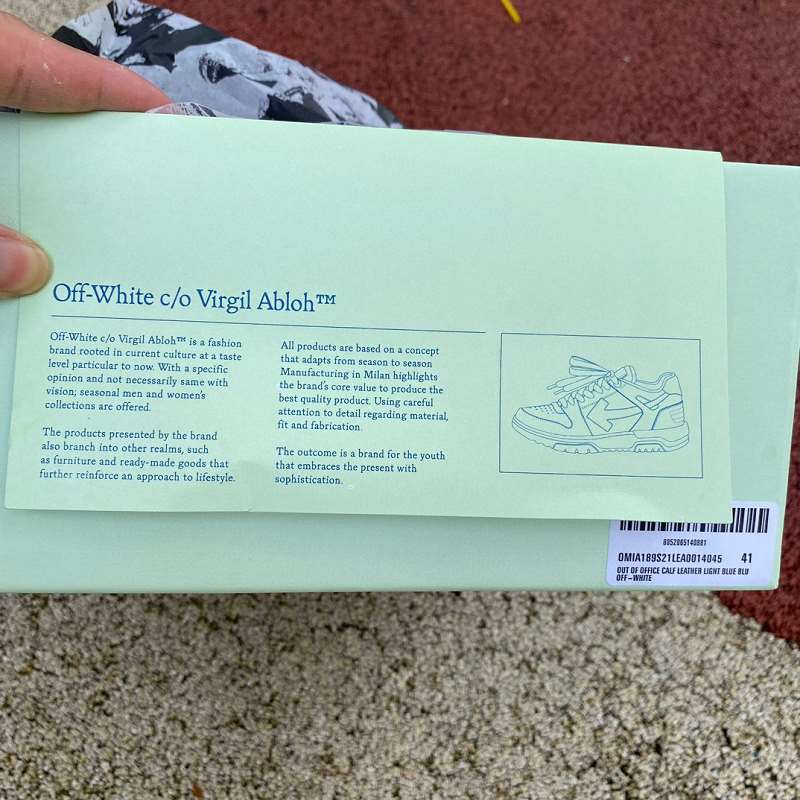 Off-White c/o Virgil Abloh™
Off-White c/o Virgil Abloh™ is a fashion
brand rooted in current culture at a taste
level particular to now. With a specific
opinion and not necessarily same with
vision; seasonal men and women's
collections are offered.
The products presented by the brand
also branch into other realms, such
as furniture and ready-made goods that
further reinforce an approach to lifestyle.
All products are based on a concept
that adapts from season to season
Manufacturing in Milan highlights
the brand's core value to produce the
best quality product. Using careful
attention to detail regarding material,
fit and fabrication.
The outcome is a brand for the youth
that embraces the present with
sophistication.
8052865140881
OMIA189S21LEA0014045 41
OUT OF OFFICE CALF LEATHER LIGHT BLUE BLU
OFF-WHITE